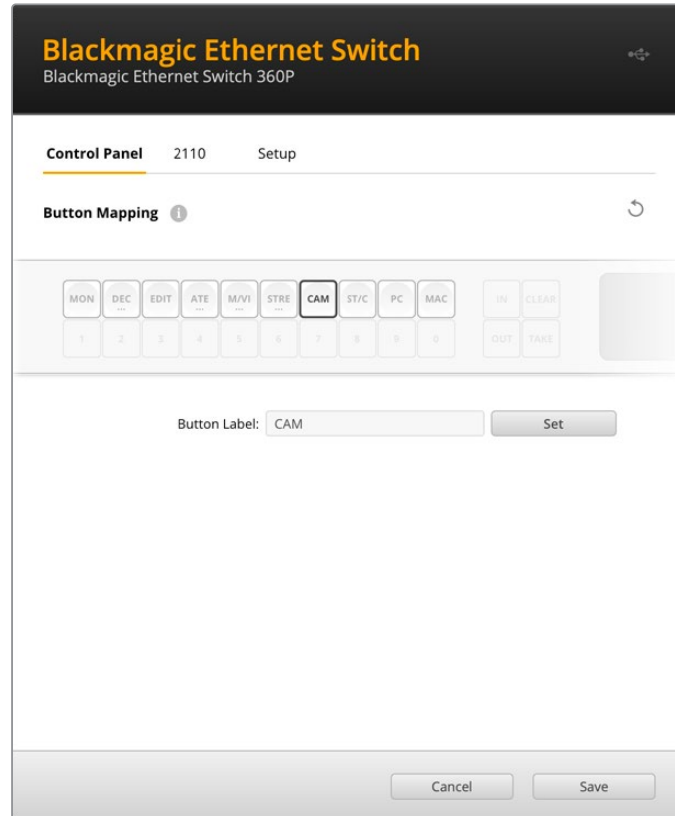 Blackmagic Ethernet Switch
Blackmagic Ethernet Switch 360P
Control Panel 2110 Setup
Button Mapping
MON DEC ... EDIT ATE ... M/VI ... STRE ... CAM ST/C PC MAC IN CLEAR
1 2 3 4 5 6 7 8 9 0 OUT TAKE
Button Label: CAM Set
Cancel Save